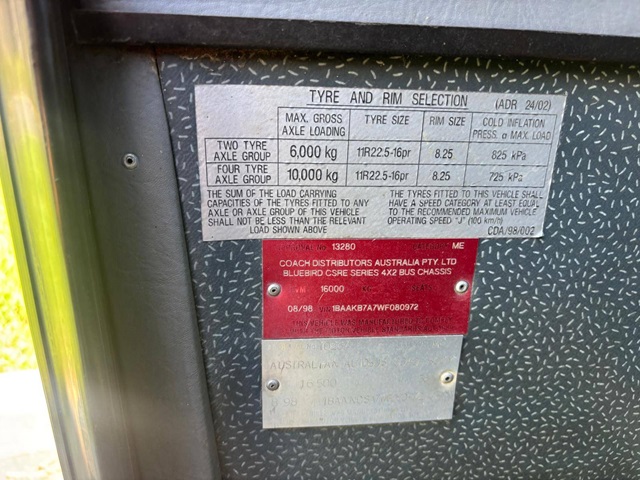 TYRE AND RIM SELECTION (ADR 24/02)
MAX. GROSS AXLE LOADING TYRE SIZE RIM SIZE COLD INFLATION PRESS. @ MAX. LOAD
TWO TYRE AXLE GROUP 6,000 kg 11R22.5-16pr 8.25 825 kPa
FOUR TYRE AXLE GROUP 10,000 kg 11R22.5-16pr 8.25 725 kPa
THE SUM OF THE LOAD CARRYING
CAPACITIES OF THE TYRES FITTED TO ANY
AXLE OR AXLE GROUP OF THIS VEHICLE
SHALL NOT BE LESS THAN THE RELEVANT
LOAD SHOWN ABOVE
THE TYRES FITTED TO THIS VEHICLE SHALL
HAVE A SPEED CATEGORY AT LEAST EQUAL
TO THE RECOMMENDED MAXIMUM VEHICLE
OPERATING SPEED "J" (100 km/h)
CDA/98/002
13280 ME
COACH DISTRIBUTORS AUSTRALIA PTY. LTD
BLUEBIRD CSRE SERIES 4X2 BUS CHASSIS
16000
08/98 1BAAKB7A7WF080972
AUSTRALIAN